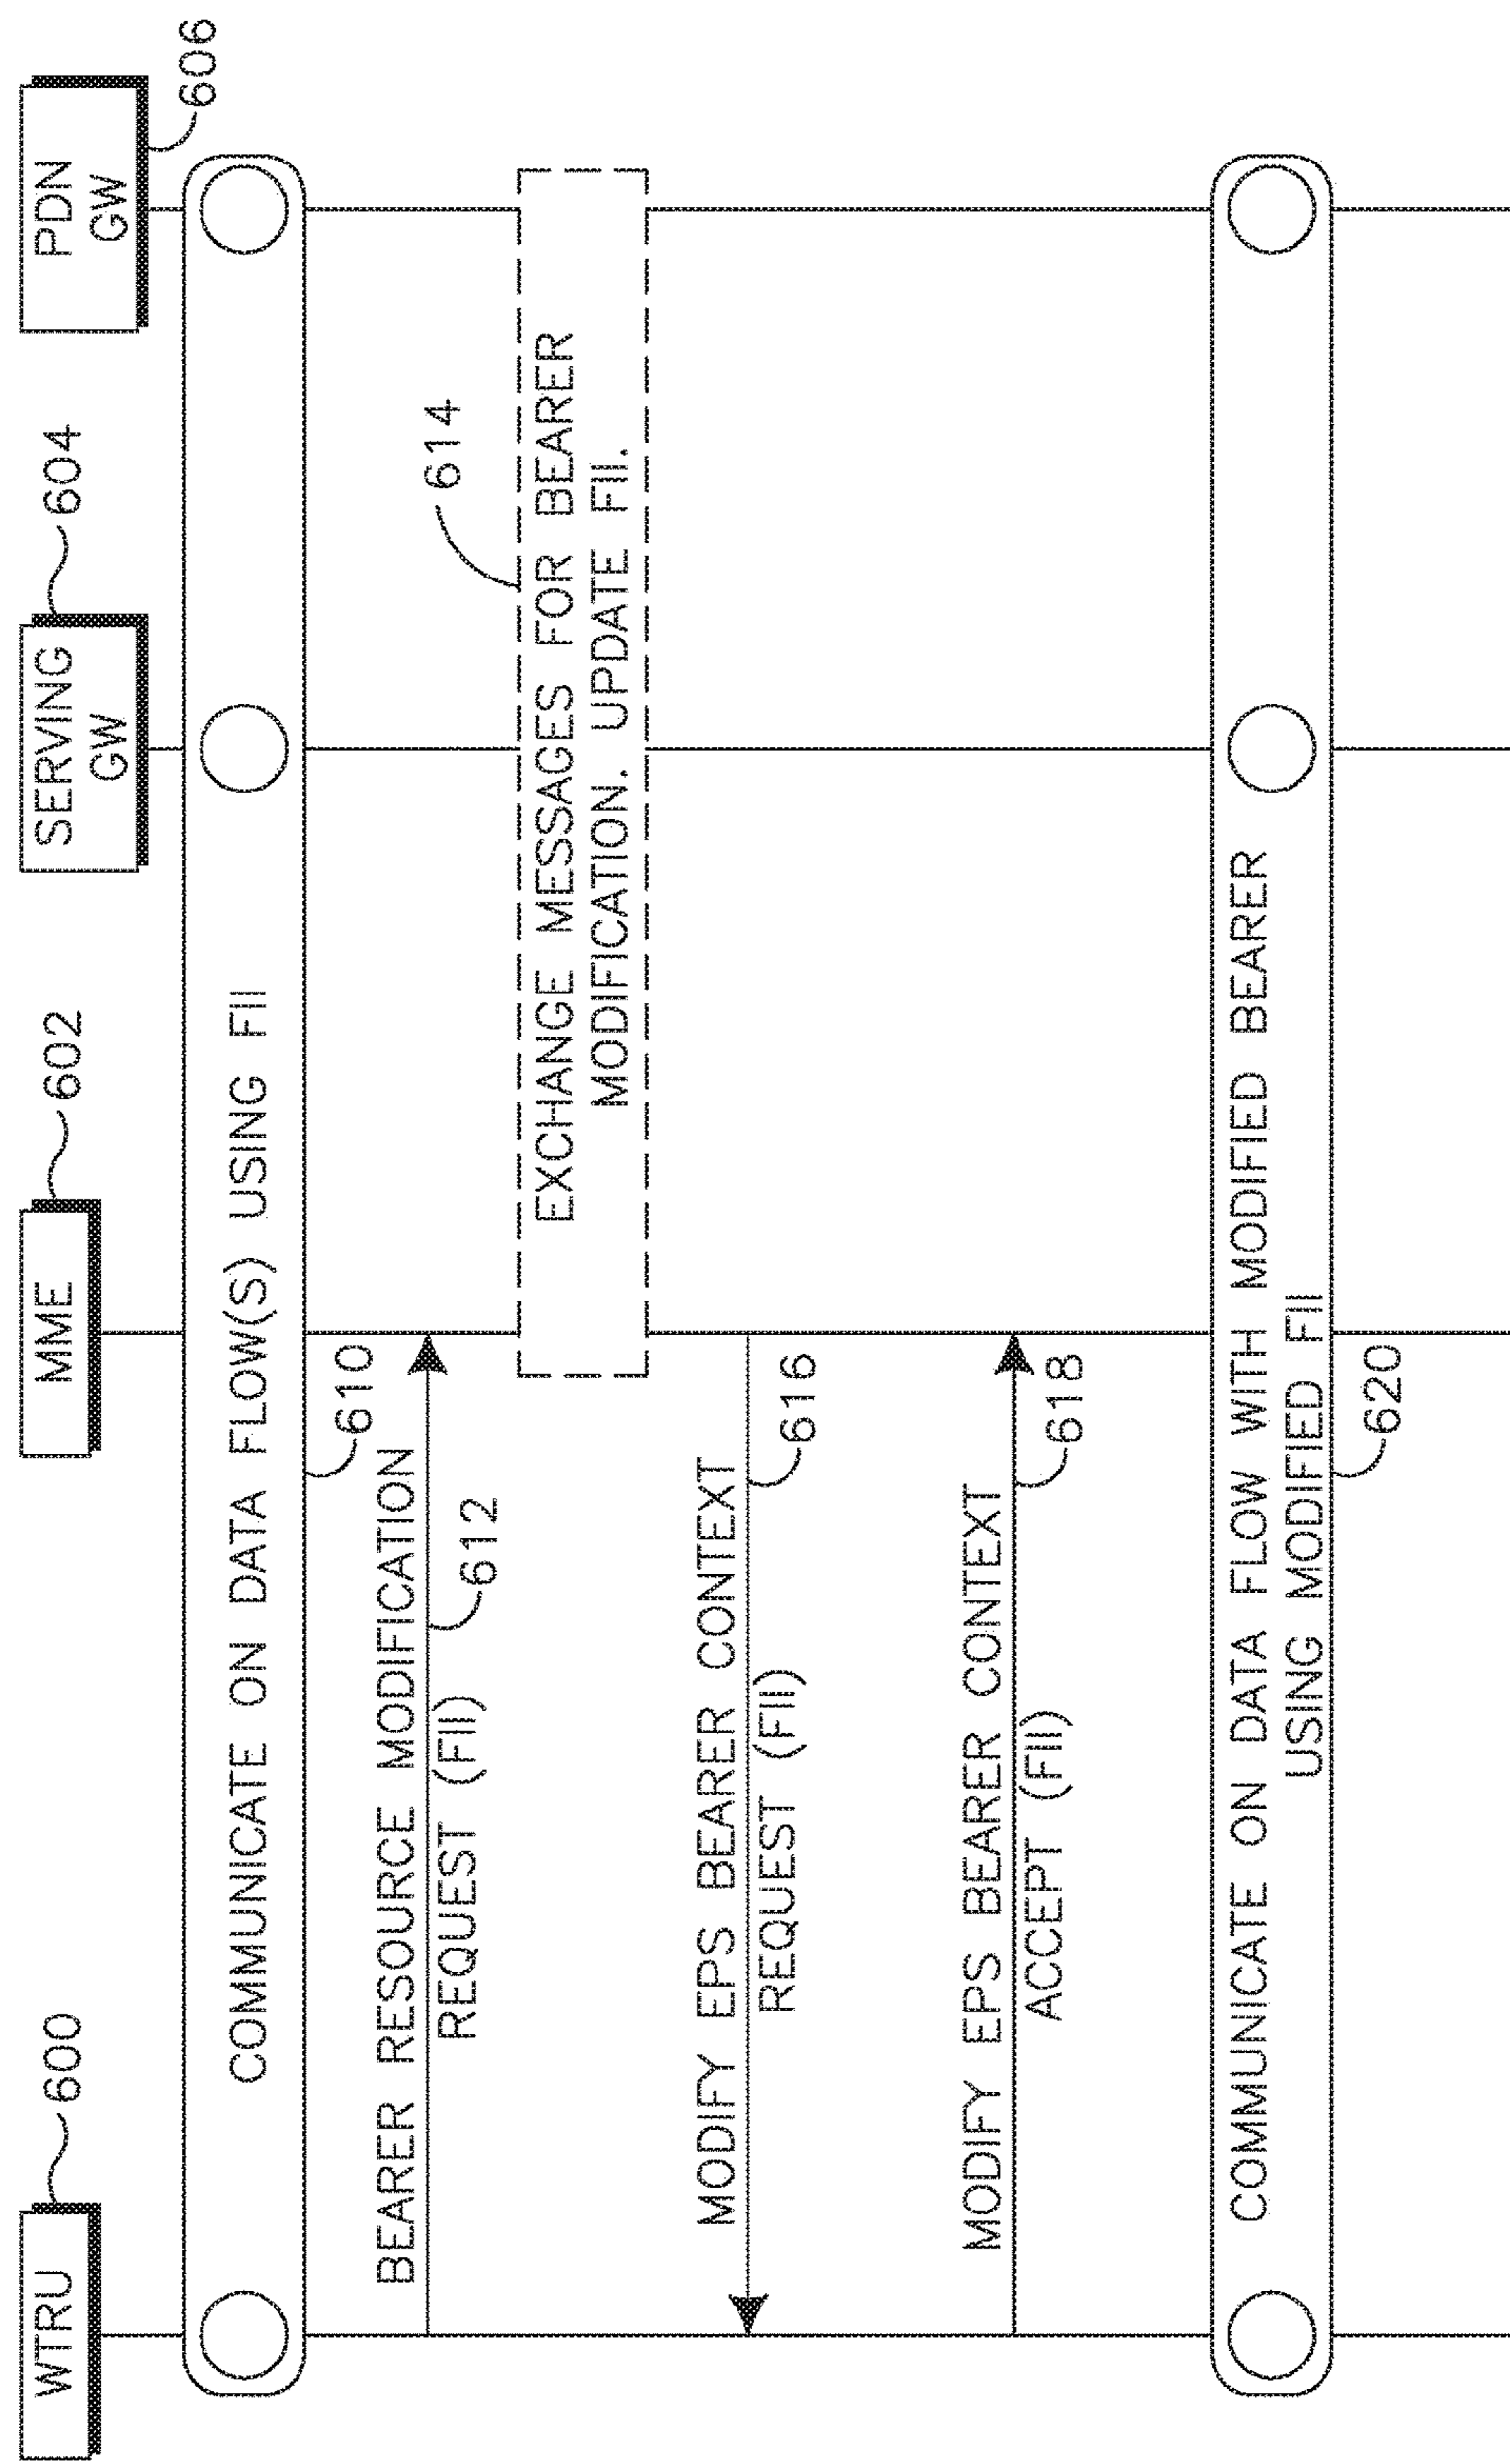 WTRU
600
MME
602
SERVING
GW
604
PDN
GW
606
COMMUNICATE ON DATA FLOW(S) USING FII
610
BEARER RESOURCE MODIFICATION
REQUEST (FII)
612
614
EXCHANGE MESSAGES FOR BEARER
MODIFICATION. UPDATE FII.
MODIFY EPS BEARER CONTEXT
REQUEST (FII)
616
MODIFY EPS BEARER CONTEXT
ACCEPT (FII)
618
COMMUNICATE ON DATA FLOW WITH MODIFIED BEARER
USING MODIFIED FII
620